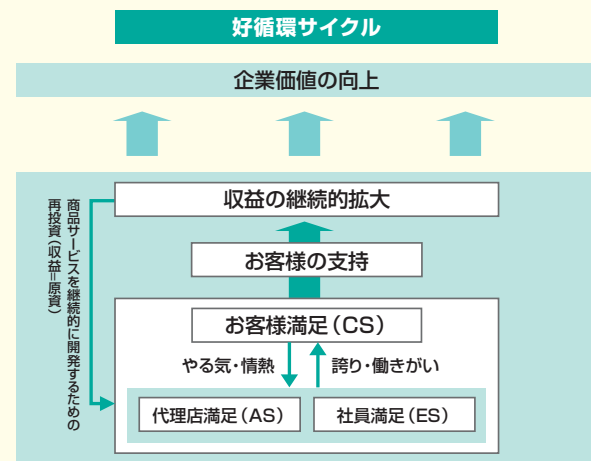 好循環サイクル
企業価値の向上
収益の継続的拡大
商品サービスを継続的に開発するための
再投資（収益＝原資）
お客様の支持
お客様満足（CS）
やる気・情熱
誇り・働きがい
代理店満足（AS）
社員満足（ES）